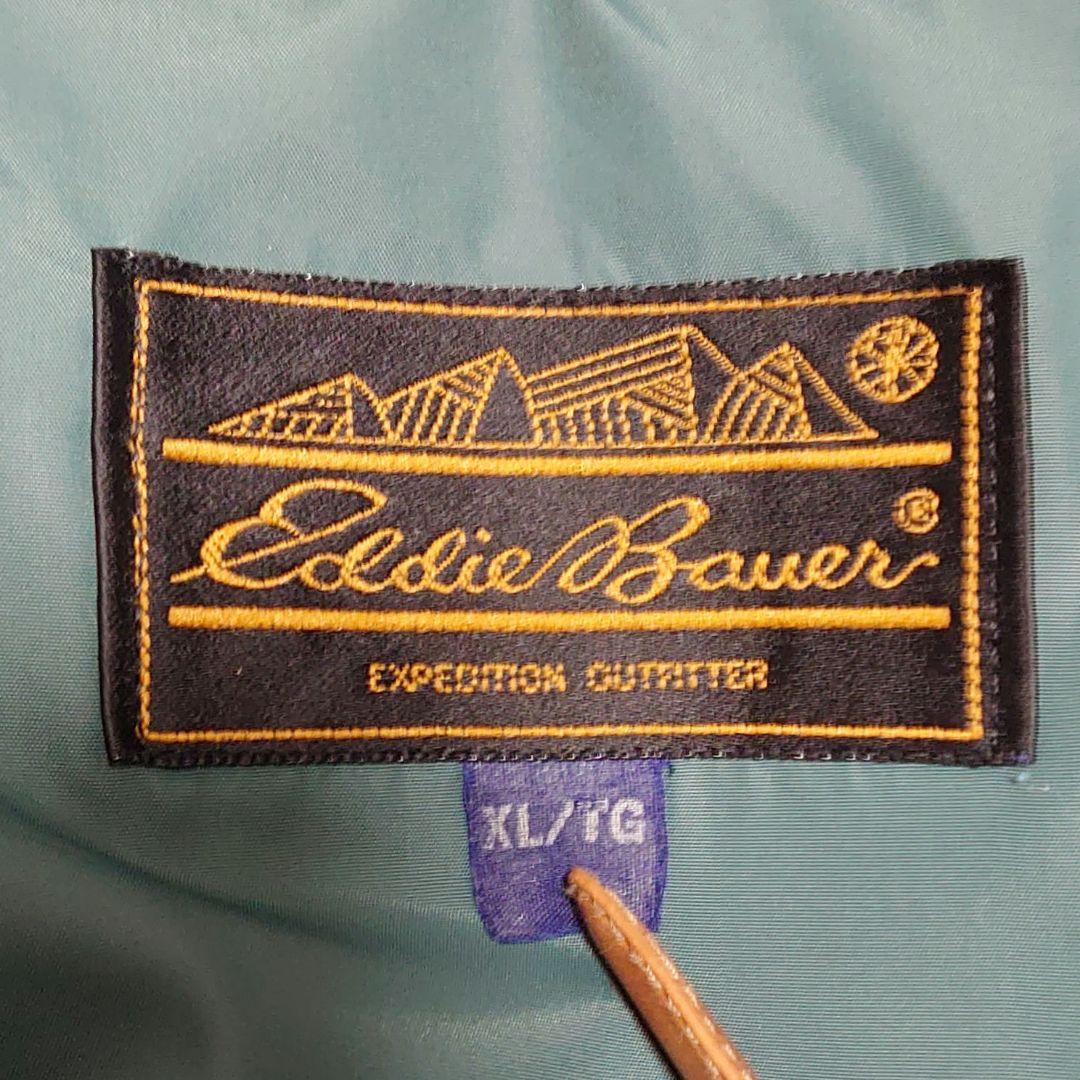 Eddie Bauer®
EXPEDITION OUTFITTER
XL/TG